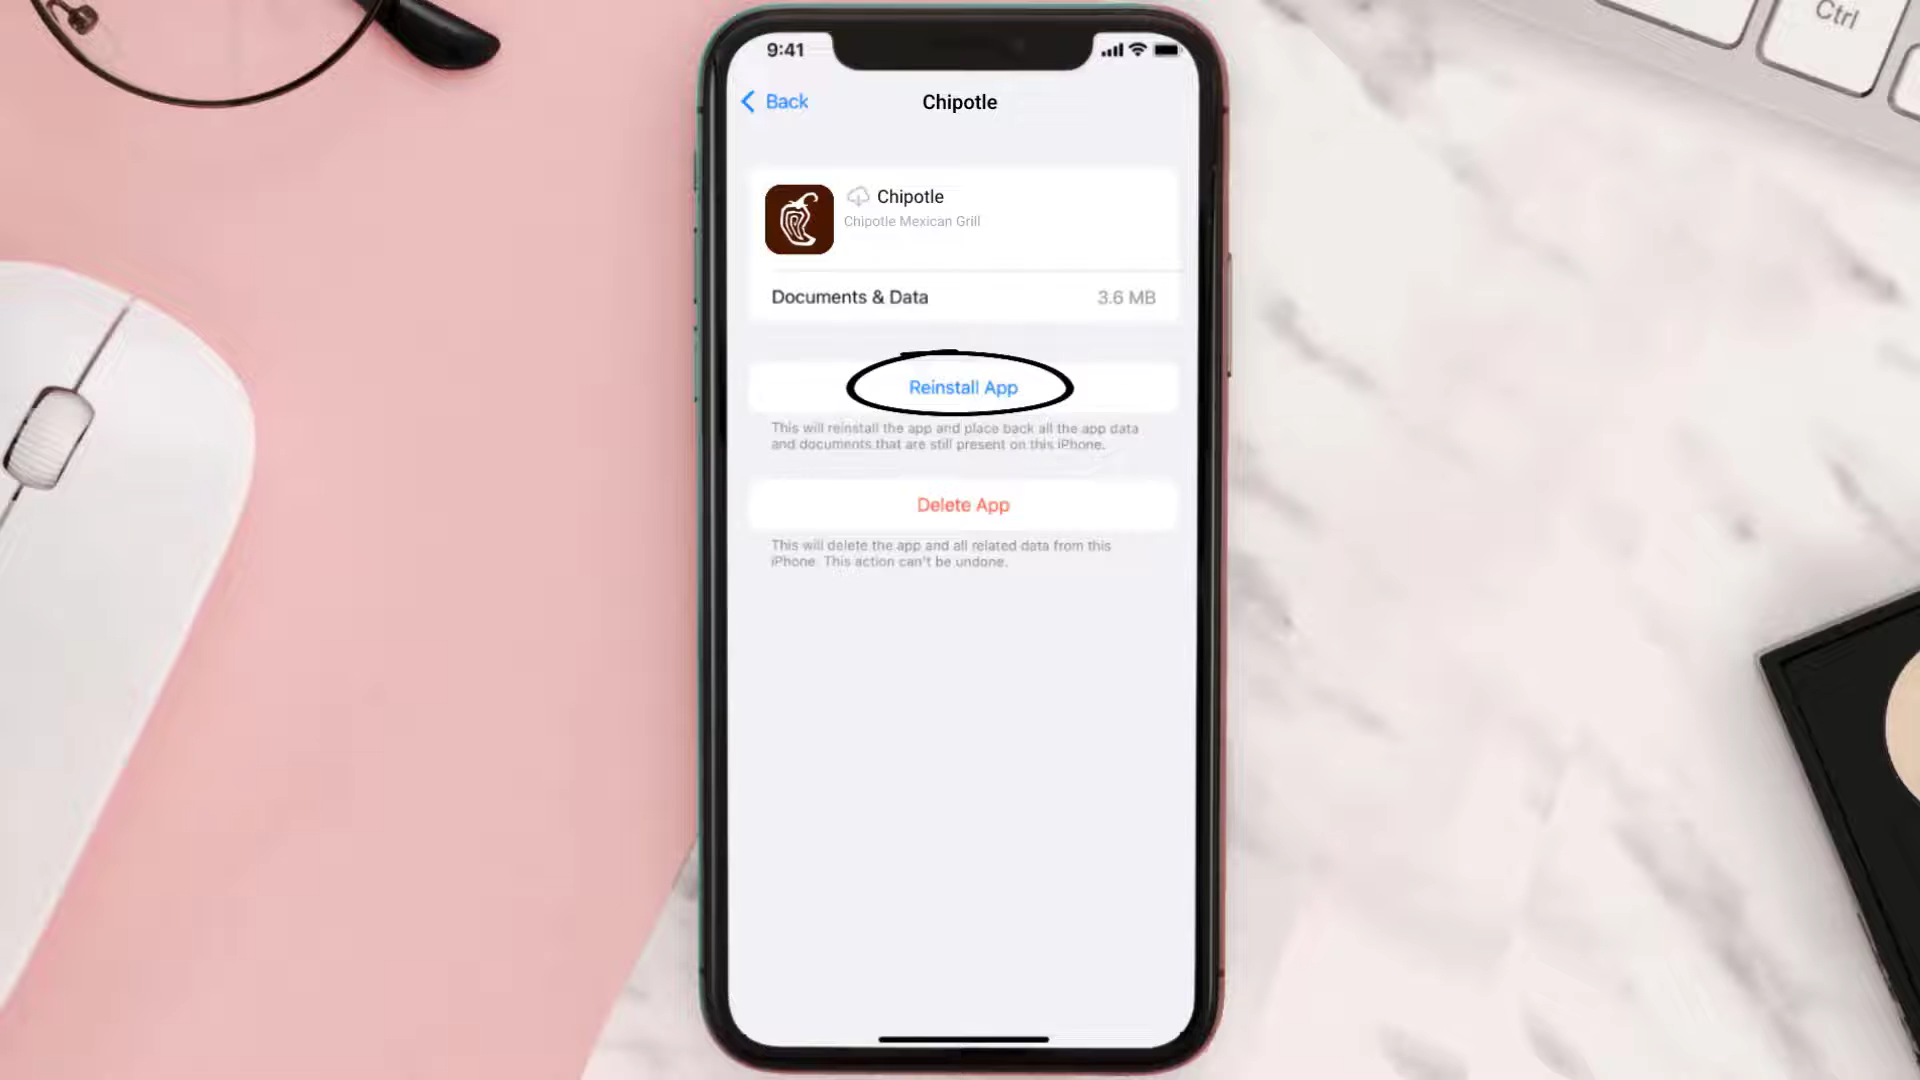 Ctrl
9:41
Back
Chipotle
Chipotle
Chipotle Mexican Grill
Documents & Data
3.6 MB
Reinstall App
This will reinstall the app and place back all the app data
and documents that are still present on this iPhone.
Delete App
This will delete the app and all related data from this
iPhone. This action can't be undone.